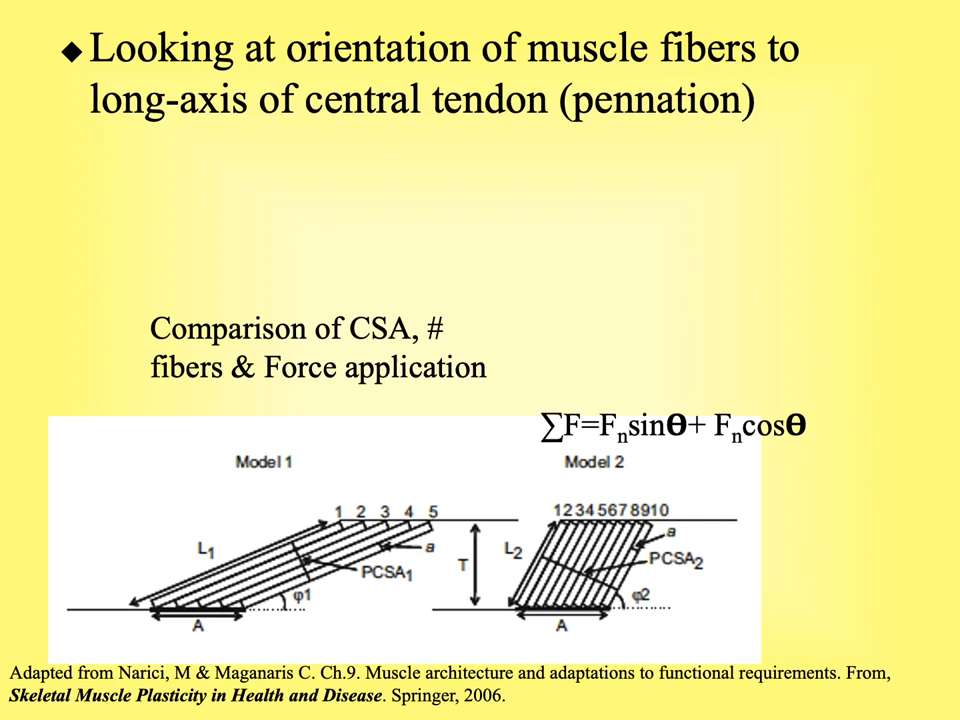 ◆ Looking at orientation of muscle fibers to
long-axis of central tendon (pennation)
Comparison of CSA, #
fibers & Force application
∑F=Fₙsinϴ+ Fₙcosϴ
Model 1
Model 2
1 2 3 4 5
12345678910
L₁
a
PCSA₁
φ1
A
T
L₂
a
PCSA₂
φ2
A
Adapted from Narici, M & Maganaris C. Ch.9. Muscle architecture and adaptations to functional requirements. From,
Skeletal Muscle Plasticity in Health and Disease. Springer, 2006.